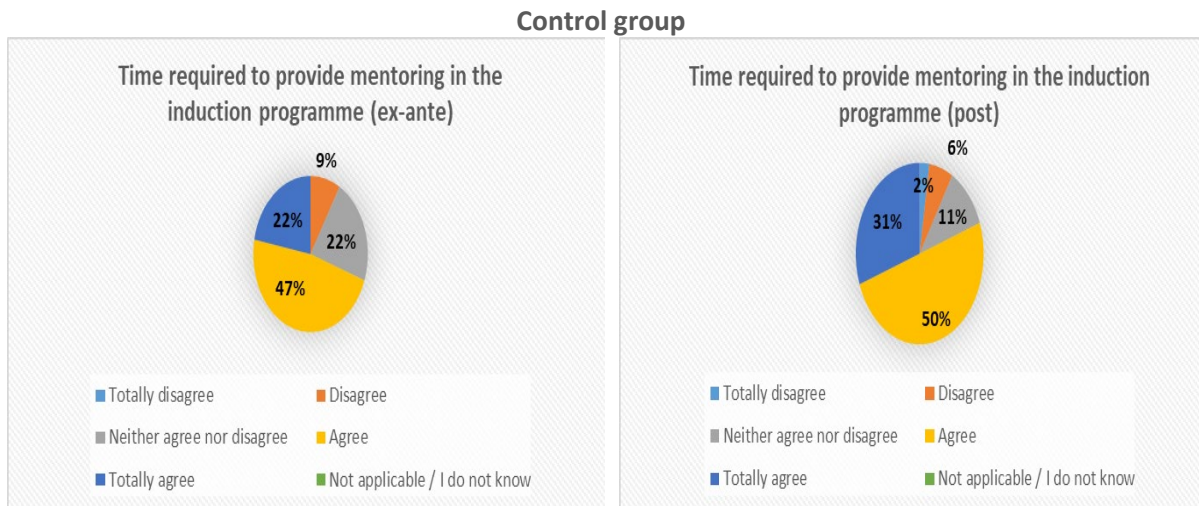 Control group
Time required to provide mentoring in the
induction programme (ex-ante)
9%
22%
22%
47%
Totally disagree
Disagree
Neither agree nor disagree
Agree
Totally agree
Not applicable / I do not know
Time required to provide mentoring in the induction
programme (post)
6%
2%
31%
11%
50%
Totally disagree
Disagree
Neither agree nor disagree
Agree
Totally agree
Not applicable / I do not know